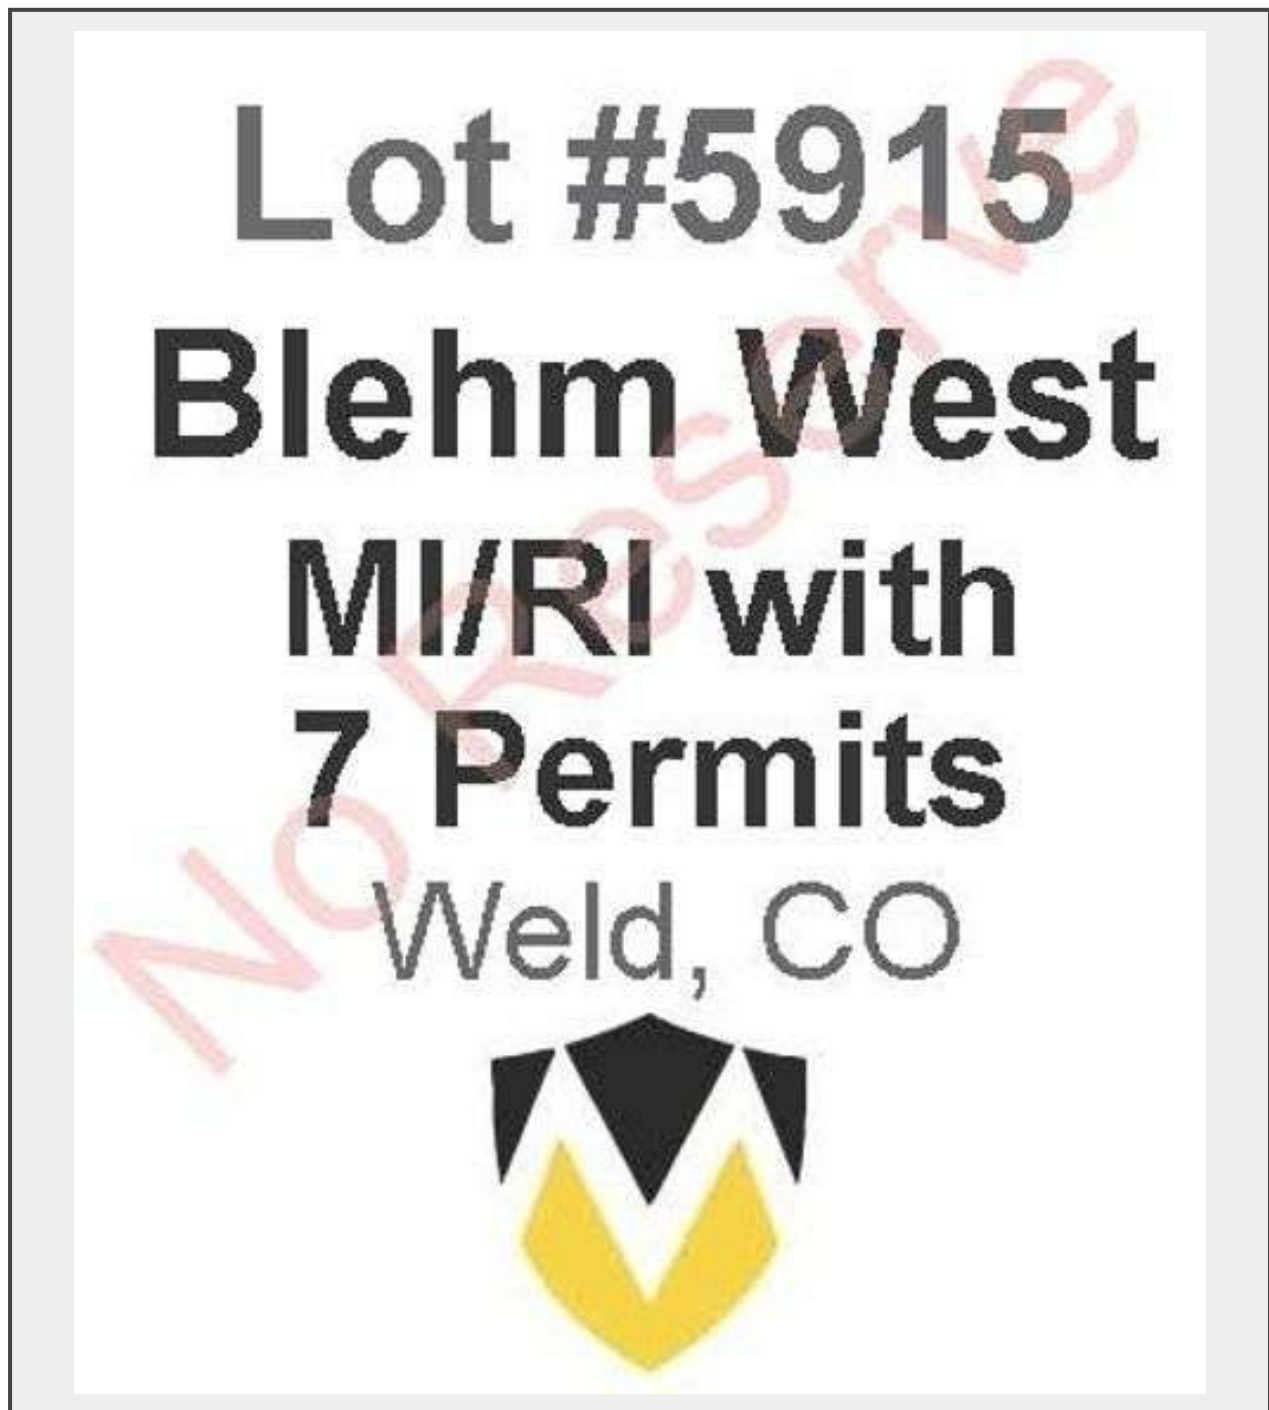 Lot #5915
Blehm West
MI/RI with
7 Permits
Weld, CO
No Reserve